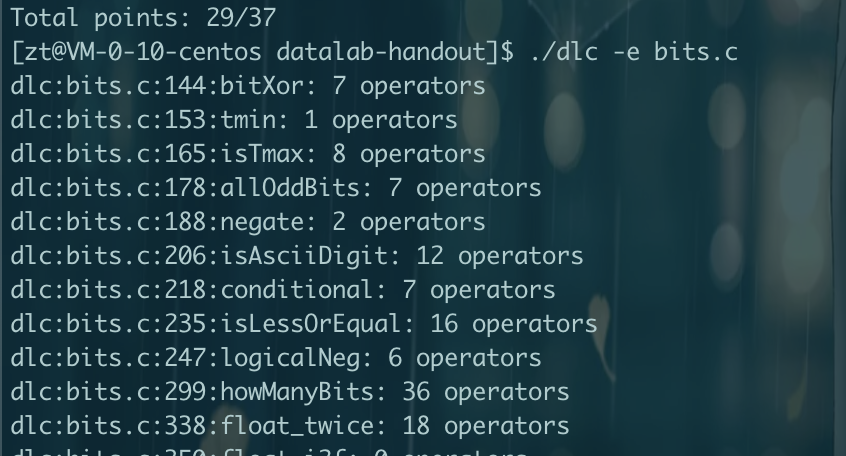 Total points: 29/37
[zt@VM-0-10-centos datalab-handout]$ ./dlc -e bits.c
dlc:bits.c:144:bitXor: 7 operators
dlc:bits.c:153:tmin: 1 operators
dlc:bits.c:165:isTmax: 8 operators
dlc:bits.c:178:allOddBits: 7 operators
dlc:bits.c:188:negate: 2 operators
dlc:bits.c:206:isAsciiDigit: 12 operators
dlc:bits.c:218:conditional: 7 operators
dlc:bits.c:235:isLessOrEqual: 16 operators
dlc:bits.c:247:logicalNeg: 6 operators
dlc:bits.c:299:howManyBits: 36 operators
dlc:bits.c:338:float_twice: 18 operators